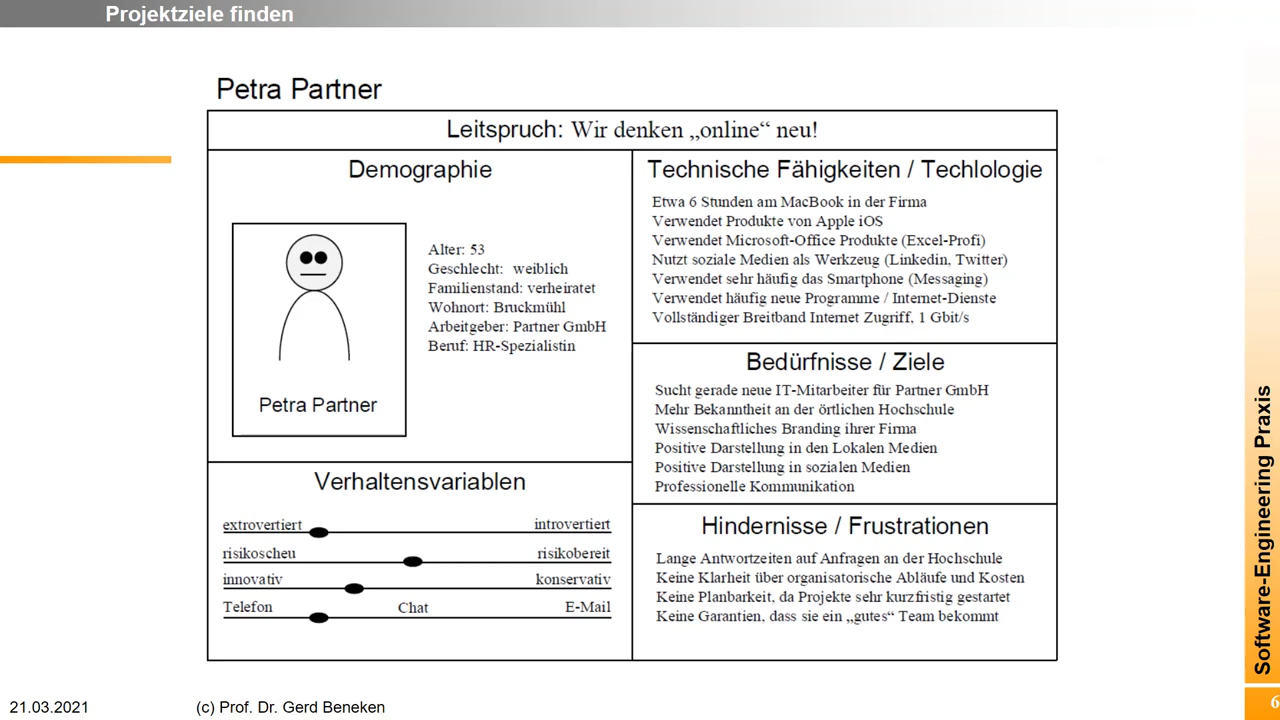 Projektziele finden
Petra Partner
Leitspruch: Wir denken „online“ neu!
Demographie
Alter: 53
Geschlecht: weiblich
Familienstand: verheiratet
Wohnort: Bruckmühl
Arbeitgeber: Partner GmbH
Beruf: HR-Spezialistin
Petra Partner
Verhaltensvariablen
extrovertiert introvertiert
risikoscheu risikobereit
innovativ konservativ
Telefon Chat E-Mail
Technische Fähigkeiten / Techlologie
Etwa 6 Stunden am MacBook in der Firma
Verwendet Produkte von Apple iOS
Verwendet Microsoft-Office Produkte (Excel-Profi)
Nutzt soziale Medien als Werkzeug (Linkedin, Twitter)
Verwendet sehr häufig das Smartphone (Messaging)
Verwendet häufig neue Programme / Internet-Dienste
Vollständiger Breitband Internet Zugriff, 1 Gbit/s
Bedürfnisse / Ziele
Sucht gerade neue IT-Mitarbeiter für Partner GmbH
Mehr Bekanntheit an der örtlichen Hochschule
Wissenschaftliches Branding ihrer Firma
Positive Darstellung in den Lokalen Medien
Positive Darstellung in sozialen Medien
Professionelle Kommunikation
Hindernisse / Frustrationen
Lange Antwortzeiten auf Anfragen an der Hochschule
Keine Klarheit über organisatorische Abläufe und Kosten
Keine Planbarkeit, da Projekte sehr kurzfristig gestartet
Keine Garantien, dass sie ein „gutes“ Team bekommt
Software-Engineering Praxis
21.03.2021
(c) Prof. Dr. Gerd Beneken